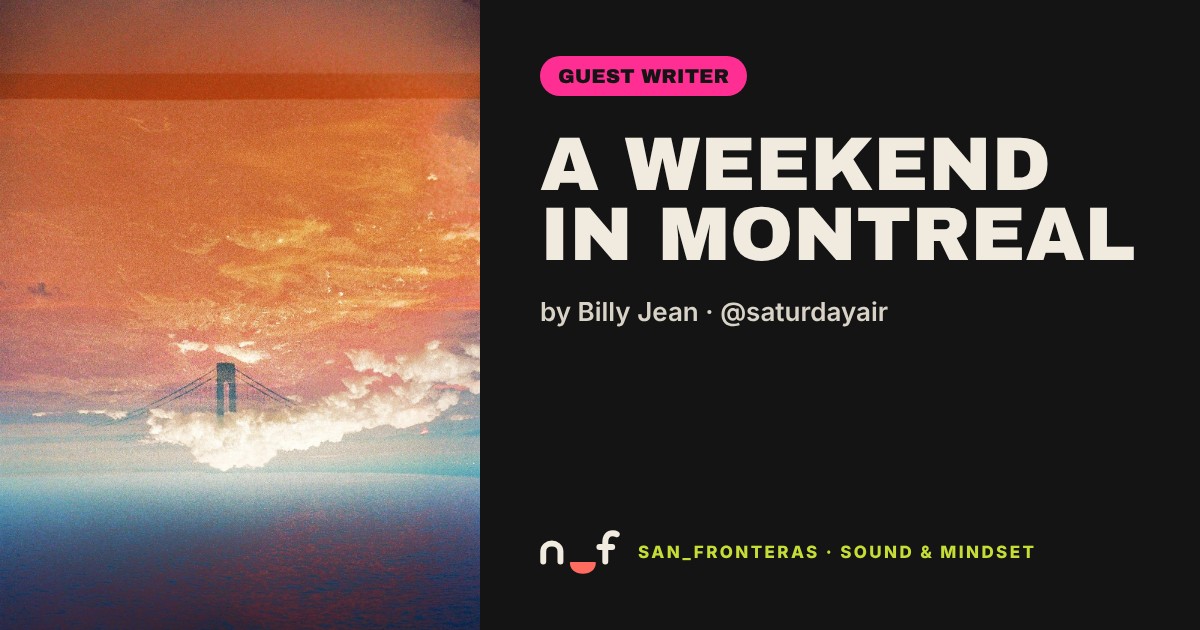 GUEST WRITER
A WEEKEND
IN MONTREAL
by Billy Jean · @saturdayair
n_f SAN_FRONTERAS · SOUND & MINDSET